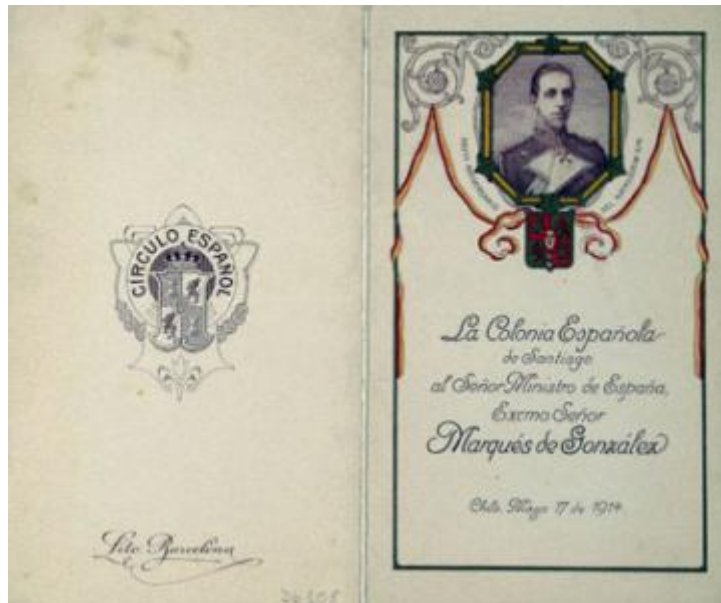 CÍRCULO ESPAÑOL
Lito. Barcelona
La Colonia Española
de Santiago
al Señor Ministro de España,
Excmo Señor
Marqués de González
Chile, Mayo 17 de 1914